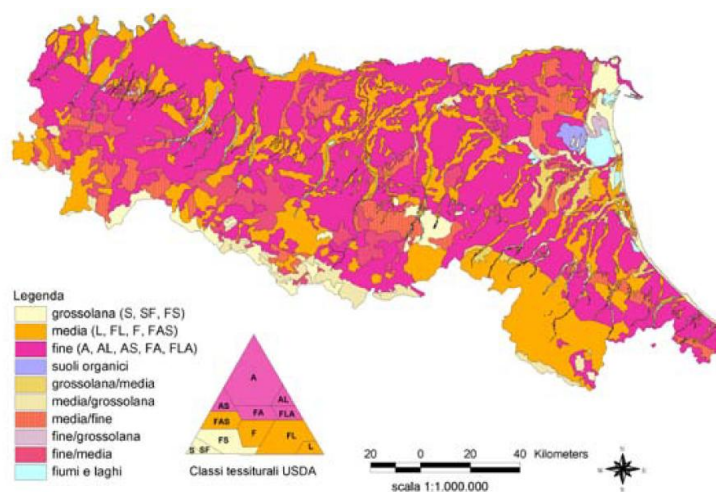 Legenda
grossolana (S, SF, FS)
media (L, FL, F, FAS)
fine (A, AL, AS, FA, FLA)
suoli organici
grossolana/media
media/grossolana
media/fine
fine/grossolana
fine/media
fiumi e laghi
A
AS
AL
FA
FLA
FAS
F
FS
FL
S
SF
L
Classi tessiturali USDA
20 0 20 40 Kilometers
scala 1:1.000.000